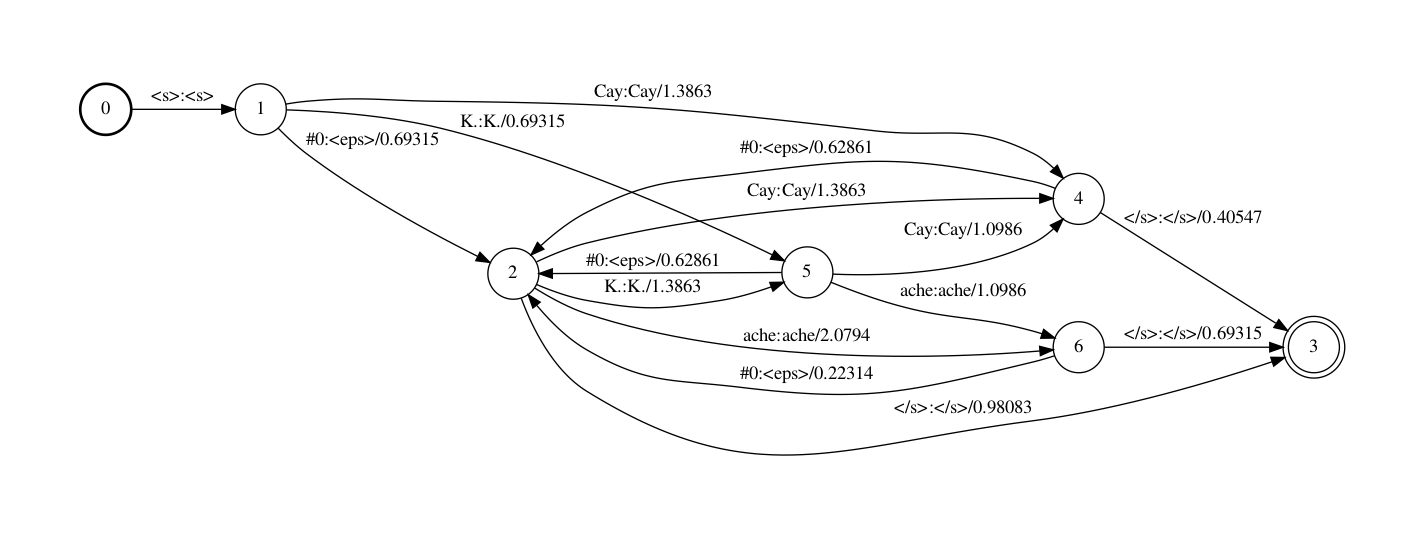 Cay:Cay/1.3863
<s>:<s>
0
1
K.:K./0.69315
#0:<eps>/0.69315
#0:<eps>/0.62861
Cay:Cay/1.3863
4
</s>:</s>/0.40547
Cay:Cay/1.0986
#0:<eps>/0.62861
2
5
K.:K./1.3863
ache:ache/1.0986
ache:ache/2.0794
6
</s>:</s>/0.69315
3
#0:<eps>/0.22314
</s>:</s>/0.98083